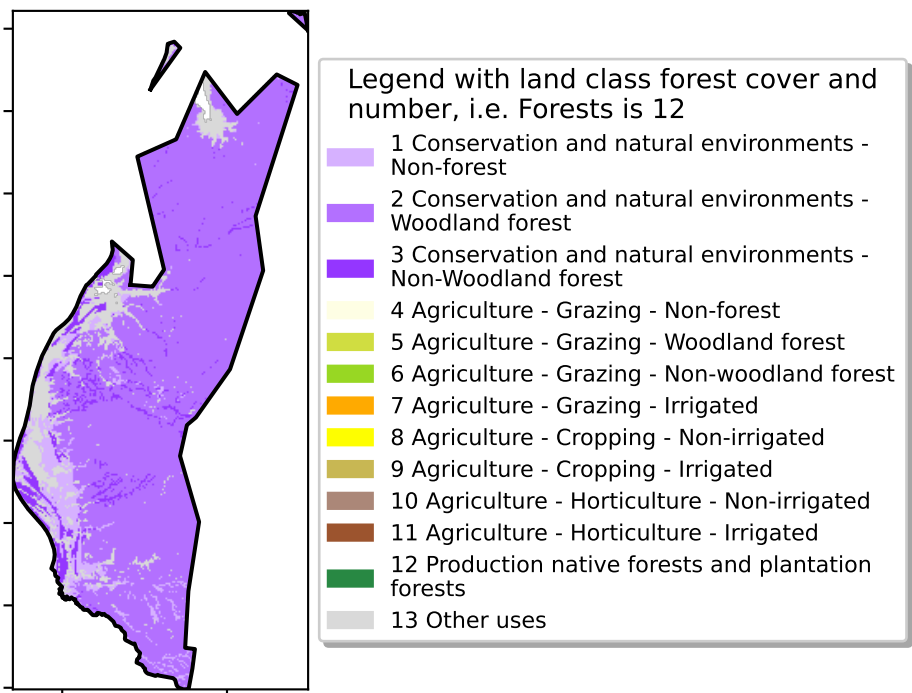 Legend with land class forest cover and
number, i.e. Forests is 12
1 Conservation and natural environments -
Non-forest
2 Conservation and natural environments -
Woodland forest
3 Conservation and natural environments -
Non-Woodland forest
4 Agriculture - Grazing - Non-forest
5 Agriculture - Grazing - Woodland forest
6 Agriculture - Grazing - Non-woodland forest
7 Agriculture - Grazing - Irrigated
8 Agriculture - Cropping - Non-irrigated
9 Agriculture - Cropping - Irrigated
10 Agriculture - Horticulture - Non-irrigated
11 Agriculture - Horticulture - Irrigated
12 Production native forests and plantation
forests
13 Other uses